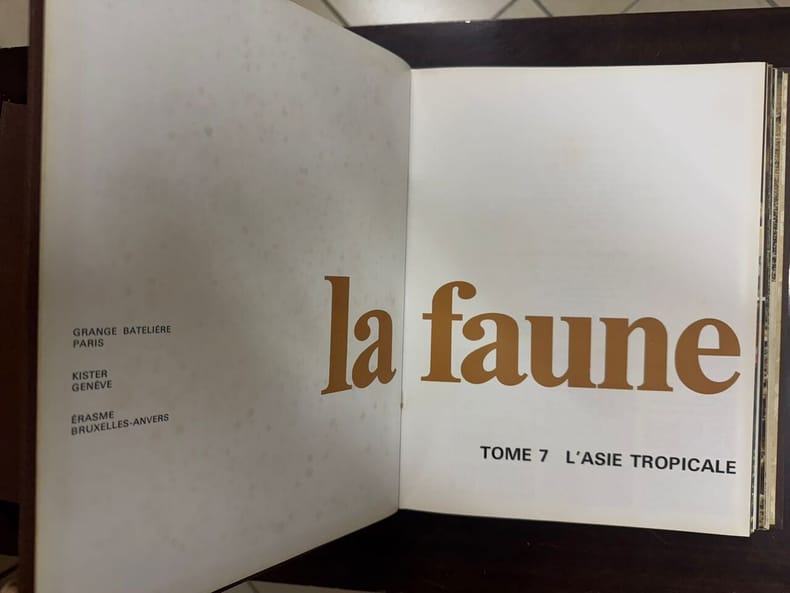 GRANGE BATELIÈRE
PARIS
KISTER
GENÈVE
ÉRASME
BRUXELLES-ANVERS
la faune
TOME 7 L'ASIE TROPICALE